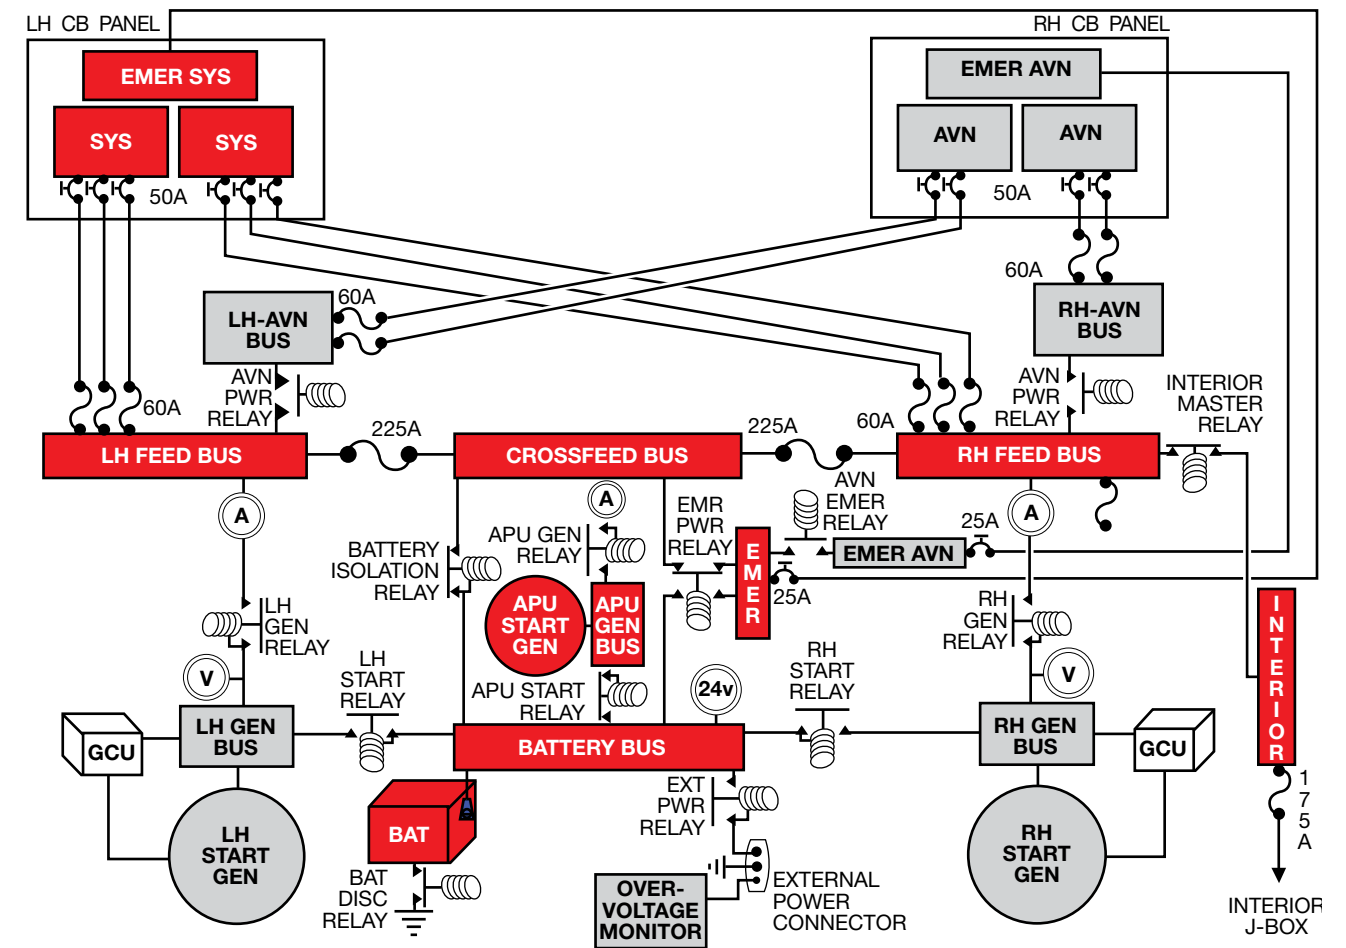 LH CB PANEL
RH CB PANEL
EMER SYS
SYS
SYS
50A
EMER AVN
AVN
AVN
50A
60A
LH-AVN
BUS
60A
RH-AVN
BUS
AVN
PWR
RELAY
60A
AVN
PWR
RELAY
INTERIOR
MASTER
RELAY
60A
225A
225A
LH FEED BUS
CROSSFEED BUS
RH FEED BUS
A
A
A
AVN
EMER
RELAY
EMR
PWR
RELAY
APU GEN
RELAY
BATTERY
ISOLATION
RELAY
EMER
EMER AVN
25A
25A
APU
START
GEN
APU
GEN
BUS
LH
GEN
RELAY
RH
GEN
RELAY
INTERIOR
V
LH
START
RELAY
APU START
RELAY
24v
RH
START
RELAY
V
GCU
LH GEN
BUS
BATTERY BUS
RH GEN
BUS
GCU
LH
START
GEN
BAT
BAT
DISC
RELAY
EXT
PWR
RELAY
OVER-
VOLTAGE
MONITOR
EXTERNAL
POWER
CONNECTOR
RH
START
GEN
175A
INTERIOR
J-BOX